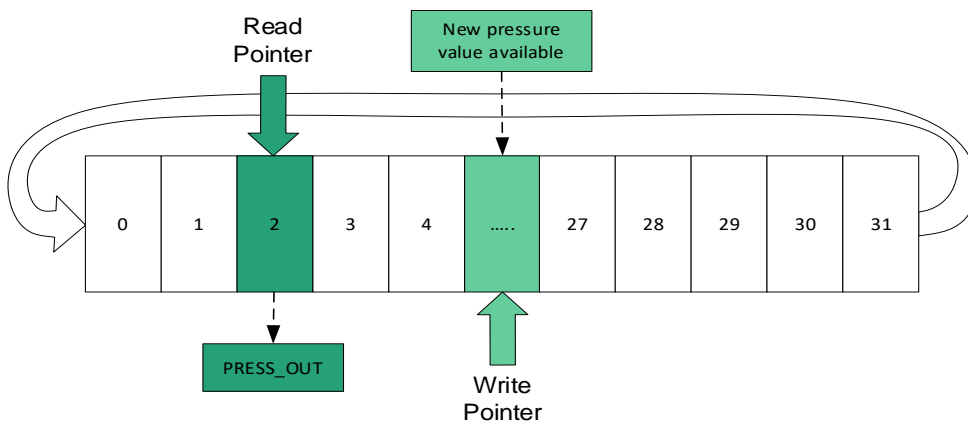 Read
Pointer
New pressure
value available
0 1 2 3 4 ..... 27 28 29 30 31
PRESS_OUT
Write
Pointer